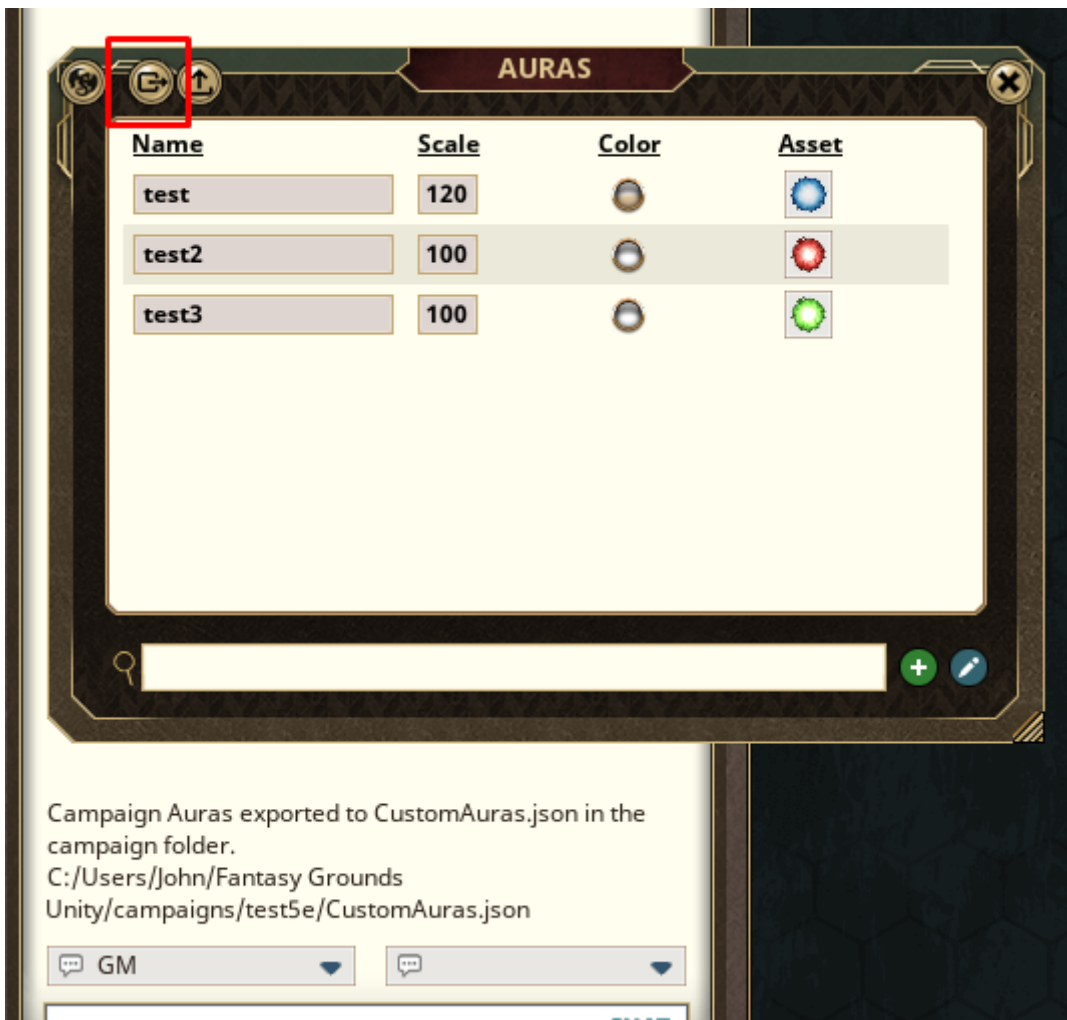 AURAS
Name Scale Color Asset
test 120
test2 100
test3 100
Campaign Auras exported to CustomAuras.json in the
campaign folder.
C:/Users/John/Fantasy Grounds
Unity/campaigns/test5e/CustomAuras.json
GM